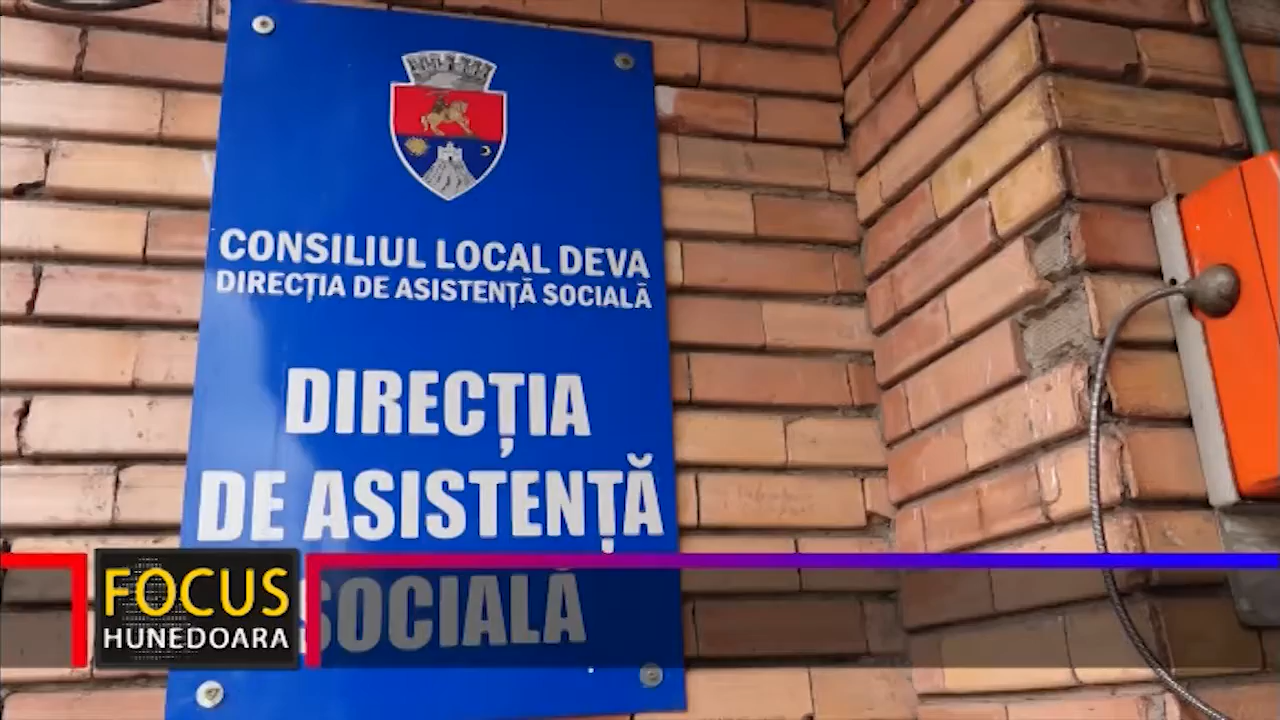 CONSILIUL LOCAL DEVA
DIRECȚIA DE ASISTENȚĂ SOCIALĂ
DIRECȚIA
DE ASISTENȚĂ
SOCIALĂ
FOCUS
HUNEDOARA